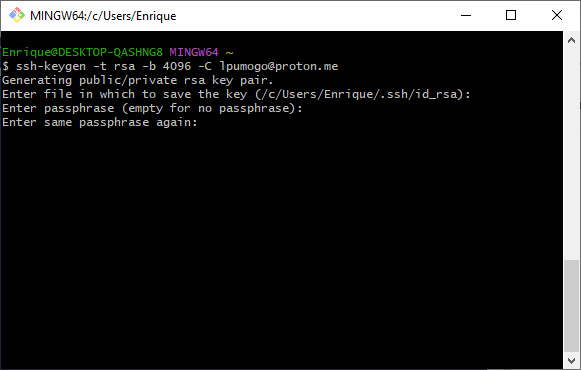 MINGW64:/c/Users/Enrique
Enrique@DESKTOP-QASHNG8 MINGW64 ~
$ ssh-keygen -t rsa -b 4096 -C lpumogo@proton.me
Generating public/private rsa key pair.
Enter file in which to save the key (/c/Users/Enrique/.ssh/id_rsa):
Enter passphrase (empty for no passphrase):
Enter same passphrase again: